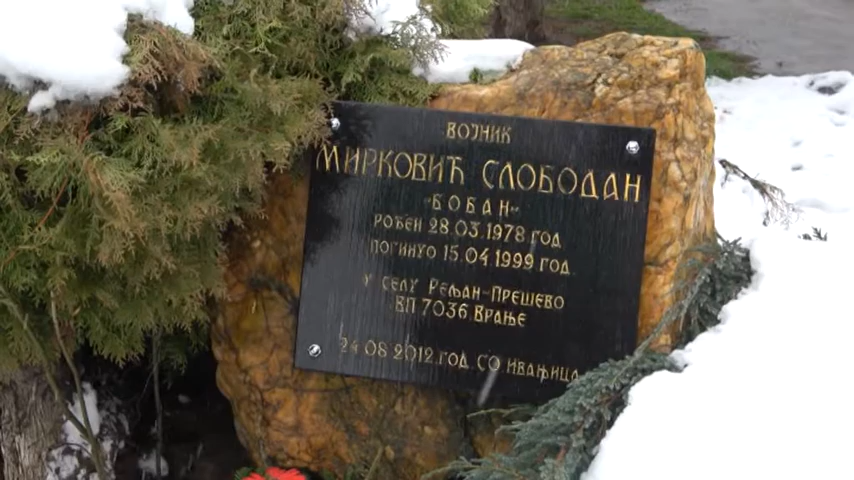 ВОЈНИК
МИРКОВИЋ СЛОБОДАН
"БОБАН"
РОЂЕН 28.03.1978 ГОД
ПОГИНУО 15.04.1999 ГОД
У СЕЛУ РЕЉАН-ПРЕШЕВО
ВП 7036 ВРАЊЕ
24 08 2012 ГОД. СО ИВАЊИЦА